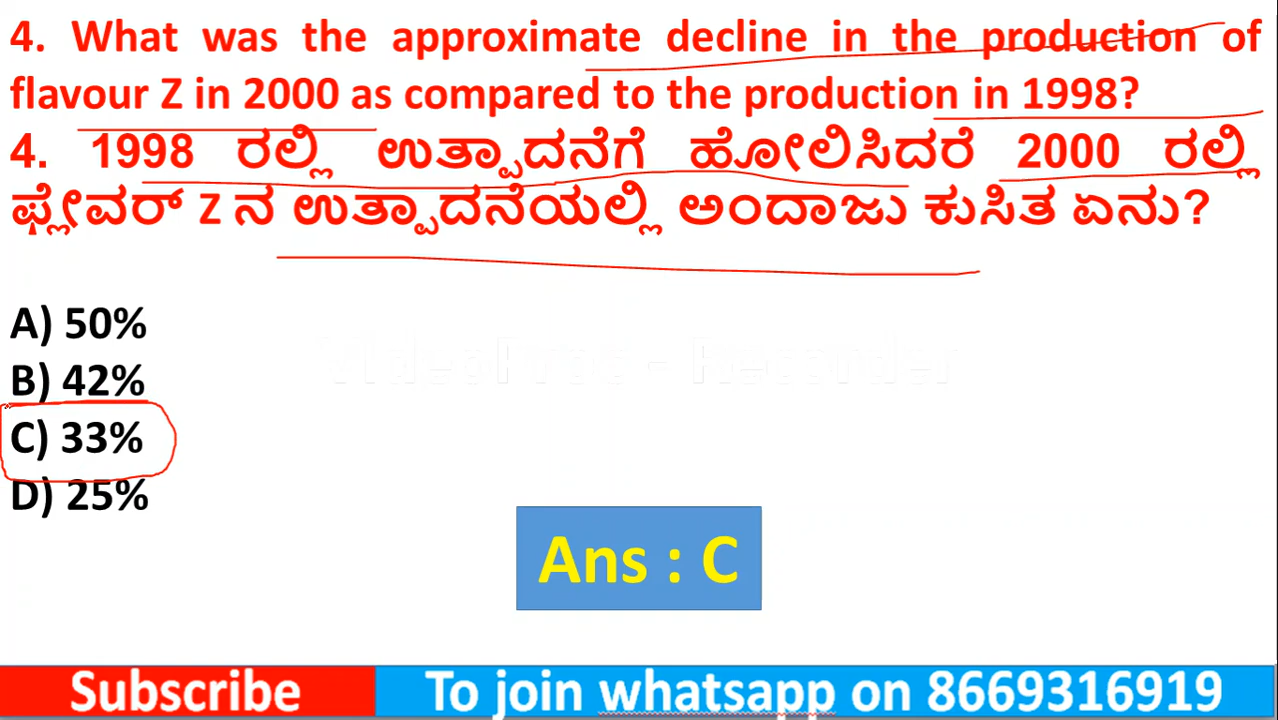 4. What was the approximate decline in the production of
flavour Z in 2000 as compared to the production in 1998?
4. 1998 ರಲ್ಲಿ ಉತ್ಪಾದನೆಗೆ ಹೋಲಿಸಿದರೆ 2000 ರಲ್ಲಿ
ಫ್ಲೇವರ್ Z ನ ಉತ್ಪಾದನೆಯಲ್ಲಿ ಅಂದಾಜು ಕುಸಿತ ಏನು?
A) 50%
B) 42%
C) 33%
D) 25%
Ans : C
Subscribe To join whatsapp on 8669316919